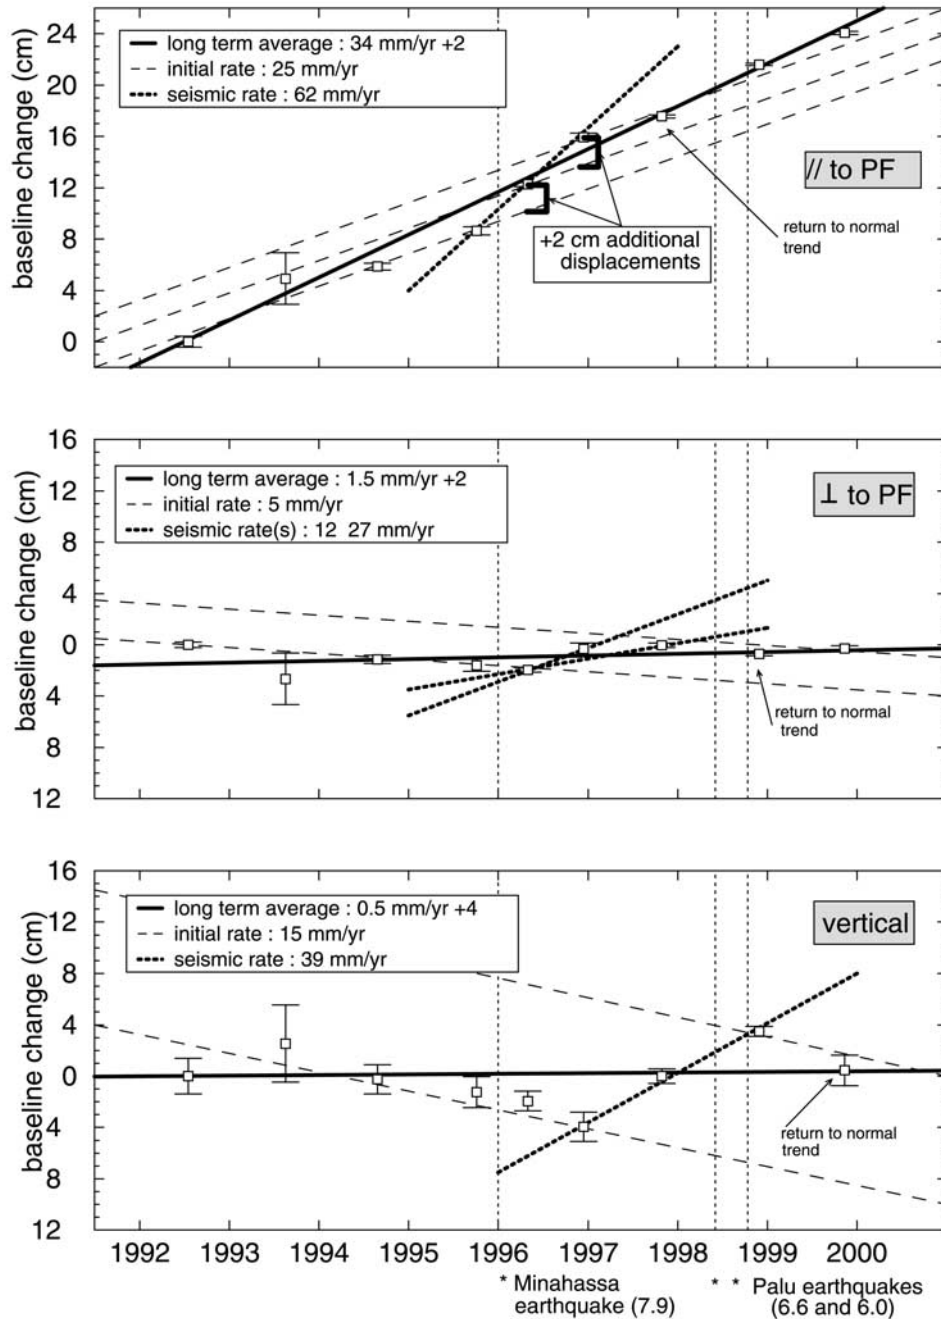 24
20
16
12
8
4
0
baseline change (cm)
long term average : 34 mm/yr +2
initial rate : 25 mm/yr
seismic rate : 62 mm/yr
// to PF
+2 cm additional
displacements
return to normal
trend
16
12
8
4
0
4
8
12
baseline change (cm)
long term average : 1.5 mm/yr +2
initial rate : 5 mm/yr
seismic rate(s) : 12 27 mm/yr
⊥ to PF
return to normal
trend
16
12
8
4
0
4
8
12
baseline change (cm)
long term average : 0.5 mm/yr +4
initial rate : 15 mm/yr
seismic rate : 39 mm/yr
vertical
return to normal
trend
1992 1993 1994 1995 1996 1997 1998 1999 2000
* Minahassa
earthquake (7.9)
* * Palu earthquakes
(6.6 and 6.0)